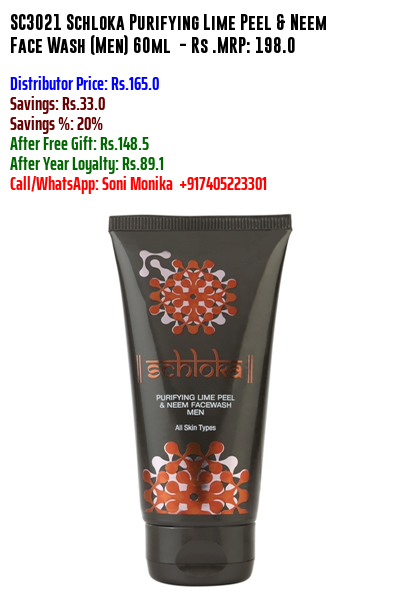 SC3021 Schloka Purifying Lime Peel & Neem
Face Wash (Men) 60ml - Rs .MRP: 198.0
Distributor Price: Rs.165.0
Savings: Rs.33.0
Savings %: 20%
After Free Gift: Rs.148.5
After Year Loyalty: Rs.89.1
Call/WhatsApp: Soni Monika +917405223301
schloka
PURIFYING LIME PEEL
& NEEM FACEWASH
MEN
All Skin Types